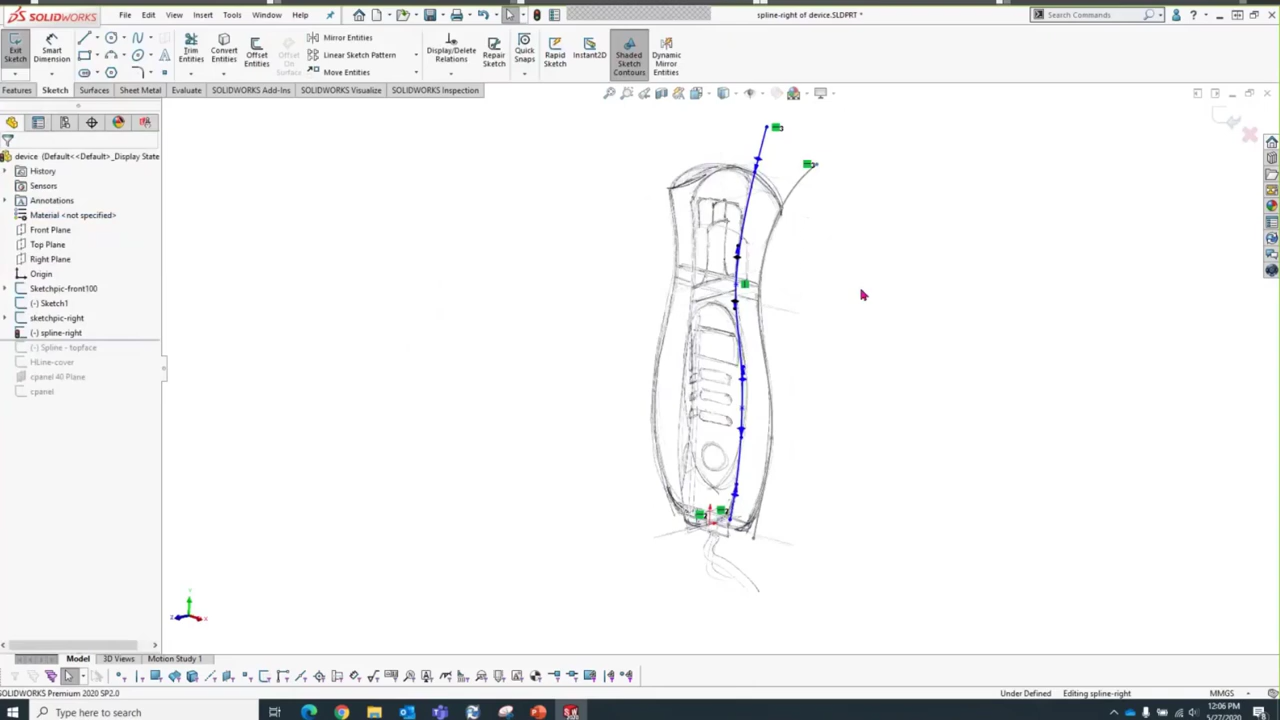 SOLIDWORKS File Edit View Insert Tools Window Help spline-right of device.SLDPRT * Search Commands
Exit Sketch Smart Dimension Trim Entities Convert Entities Offset Entities Offset On Surface Mirror Entities Linear Sketch Pattern Move Entities Display/Delete Relations Repair Sketch Quick Snaps Rapid Sketch Instant2D Shaded Sketch Contours Dynamic Mirror Entities
Features Sketch Surfaces Sheet Metal Evaluate SOLIDWORKS Add-Ins SOLIDWORKS Visualize SOLIDWORKS Inspection
device (Default<<Default>_Display State
History
Sensors
Annotations
Material <not specified>
Front Plane
Top Plane
Right Plane
Origin
Sketchpic-front100
(-) Sketch1
sketchpic-right
(-) spline-right
(-) Spline - topface
HLine-cover
cpanel 40 Plane
cpanel
Model 3D Views Motion Study 1
SOLIDWORKS Premium 2020 SP2.0 Under Defined Editing spline-right MMGS
Type here to search 12:06 PM
5/27/2020